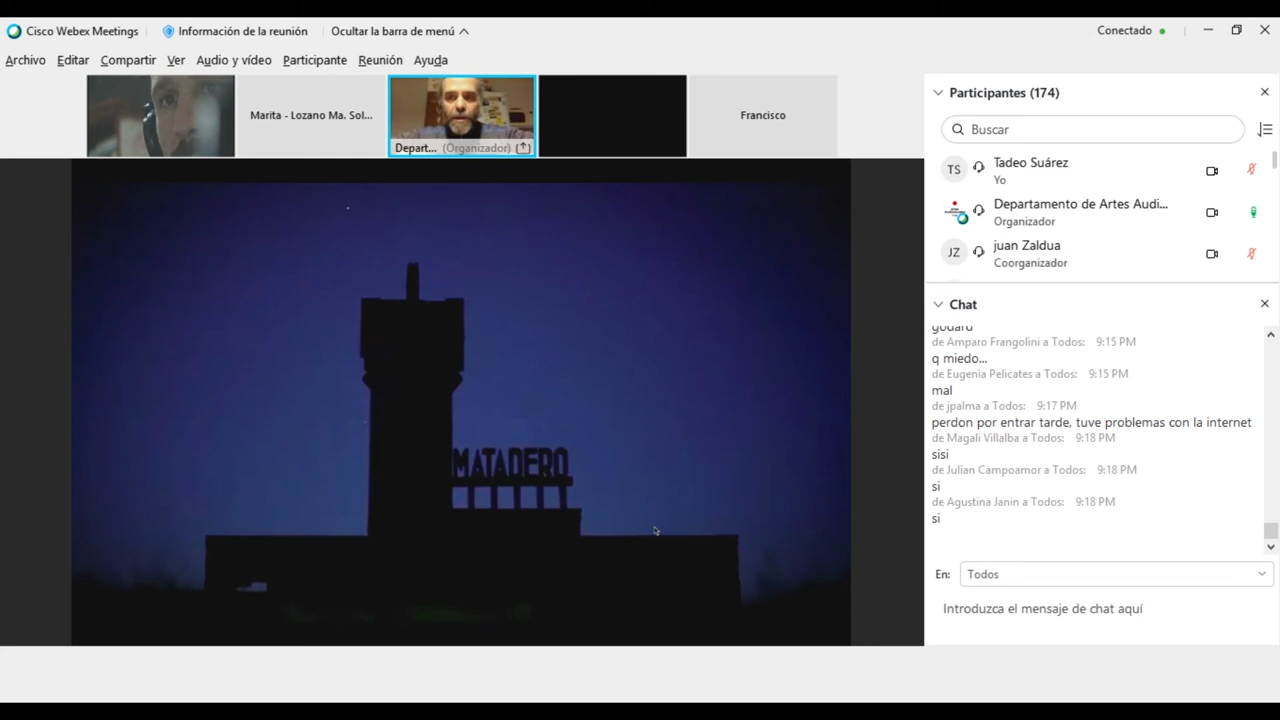 Cisco Webex Meetings
Información de la reunión
Ocultar la barra de menú
Conectado
Archivo Editar Compartir Ver Audio y vídeo Participante Reunión Ayuda
Marita - Lozano Ma. Sol...
Depart... (Organizador)
Francisco
MATADERO
Participantes (174)
Buscar
TS
Tadeo Suárez
Yo
Departamento de Artes Audi...
Organizador
JZ
juan Zaldua
Coorganizador
Chat
godard
de Amparo Frangolini a Todos: 9:15 PM
q miedo...
de Eugenia Pelicates a Todos: 9:15 PM
mal
de jpalma a Todos: 9:17 PM
perdon por entrar tarde, tuve problemas con la internet
de Magali Villalba a Todos: 9:18 PM
sisi
de Julian Campoamor a Todos: 9:18 PM
si
de Agustina Janin a Todos: 9:18 PM
si
En: Todos
Introduzca el mensaje de chat aquí